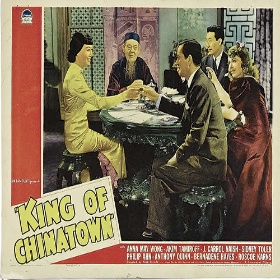 "KING OF
CHINATOWN"
with
ANNA MAY WONG • AKIM TAMIROFF • J. CARROL NAISH • SIDNEY TOLER
PHILIP AHN • ANTHONY QUINN • BERNADENE HAYES • ROSCOE KARNS